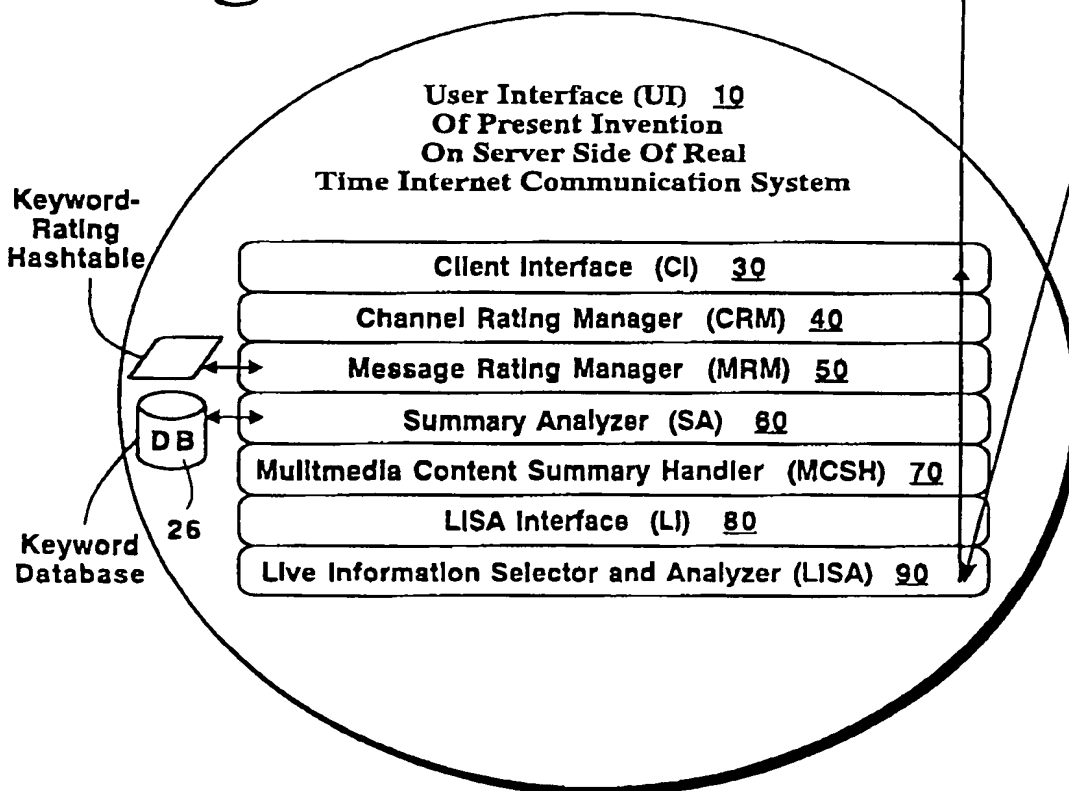 User Interface (UI) 10
Of Present Invention
On Server Side Of Real
Time Internet Communication System
Keyword-
Rating
Hashtable
Client Interface (CI) 30
Channel Rating Manager (CRM) 40
Message Rating Manager (MRM) 50
Summary Analyzer (SA) 60
Mulitmedia Content Summary Handler (MCSH) 70
LISA Interface (LI) 80
Live Information Selector and Analyzer (LISA) 90
DB
26
Keyword
Database